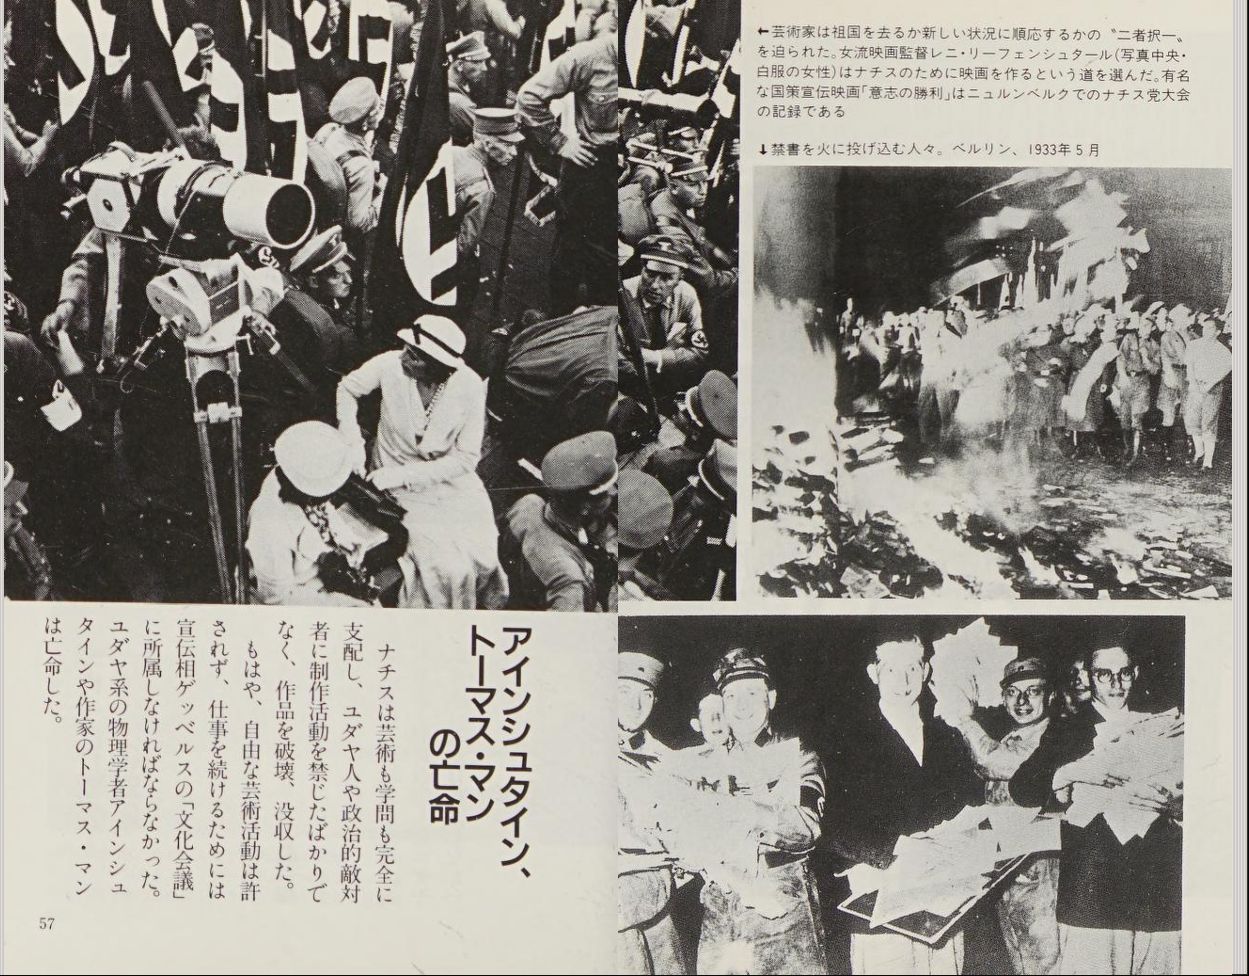 ←芸術家は祖国を去るか新しい状況に順応するかの〝二者択一〟
を迫られた。女流映画監督レニ・リーフェンシュタール(写真中央・
白服の女性)はナチスのために映画を作るという道を選んだ。有名
な国策宣伝映画「意志の勝利」はニュルンベルクでのナチス党大会
の記録である
↓禁書を火に投げ込む人々。ベルリン、1933年5月
アインシュタイン、
トーマス・マン
の亡命
ナチスは芸術も学問も完全に
支配し、ユダヤ人や政治的敵対
者に制作活動を禁じたばかりで
なく、作品を破壊、没収した。
もはや、自由な芸術活動は許
されず、仕事を続けるためには
宣伝相ゲッベルスの「文化会議」
に所属しなければならなかった。
ユダヤ系の物理学者アインシュ
タインや作家のトーマス・マン
は亡命した。
57